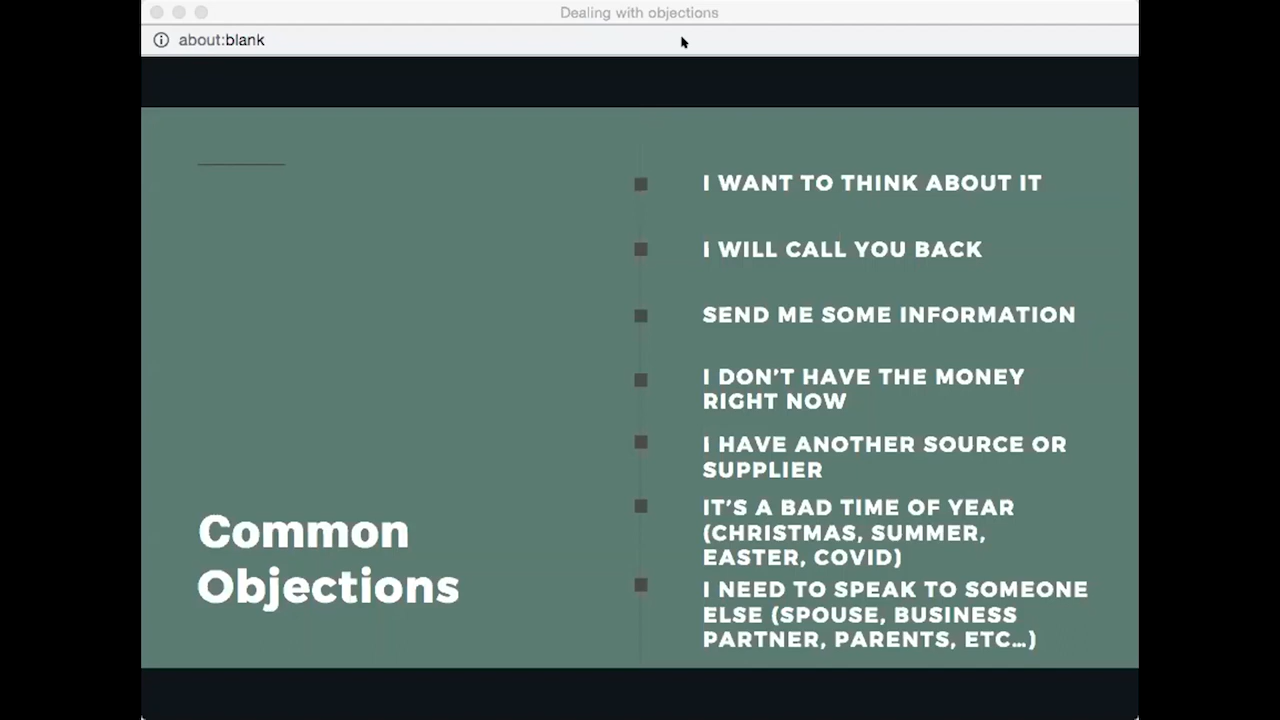 Dealing with objections
about:blank
I WANT TO THINK ABOUT IT
I WILL CALL YOU BACK
SEND ME SOME INFORMATION
I DON’T HAVE THE MONEY
RIGHT NOW
I HAVE ANOTHER SOURCE OR
SUPPLIER
IT’S A BAD TIME OF YEAR
(CHRISTMAS, SUMMER,
EASTER, COVID)
I NEED TO SPEAK TO SOMEONE
ELSE (SPOUSE, BUSINESS
PARTNER, PARENTS, ETC…)
Common
Objections